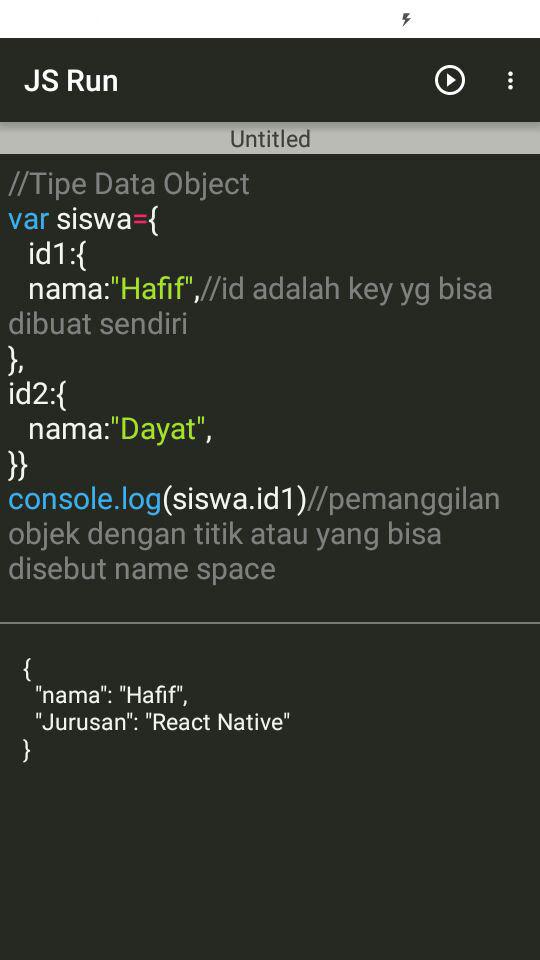 JS Run
Untitled
//Tipe Data Object
var siswa={
id1:{
nama:"Hafif",//id adalah key yg bisa
dibuat sendiri
},
id2:{
nama:"Dayat",
}}
console.log(siswa.id1)//pemanggilan
objek dengan titik atau yang bisa
disebut name space
{
"nama": "Hafif",
"Jurusan": "React Native"
}